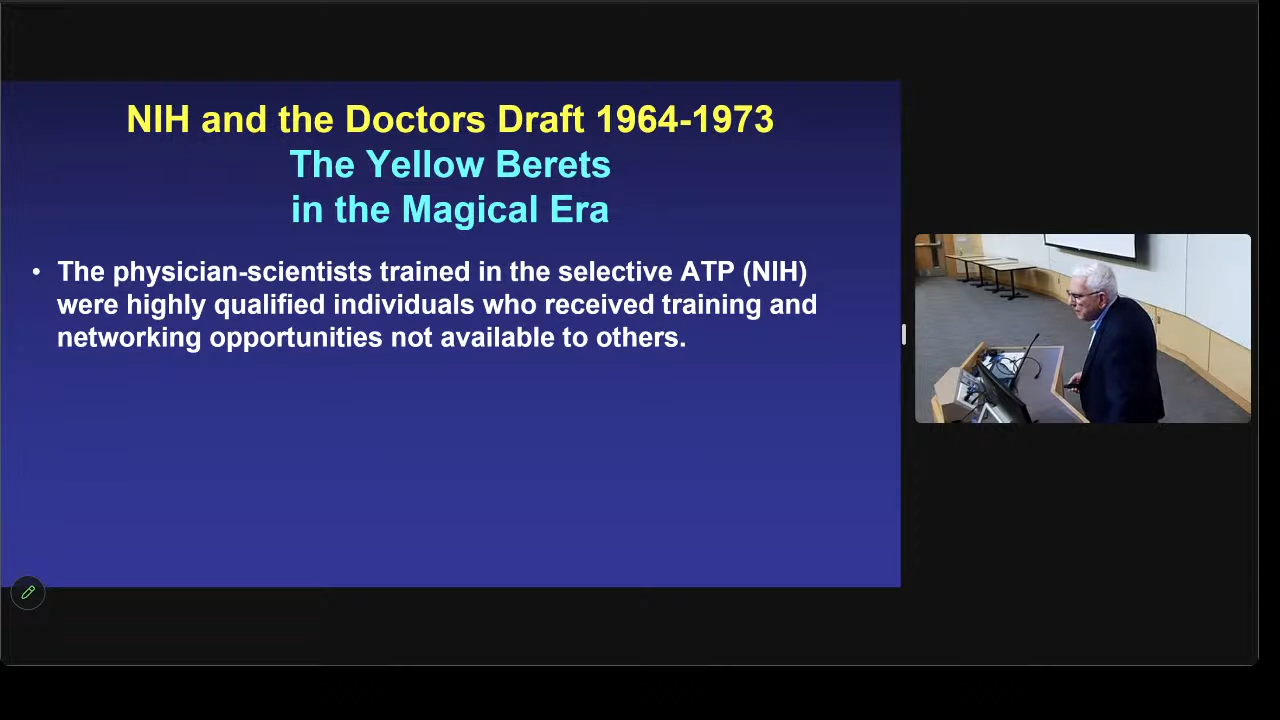 NIH and the Doctors Draft 1964-1973
The Yellow Berets
in the Magical Era
• The physician-scientists trained in the selective ATP (NIH)
were highly qualified individuals who received training and
networking opportunities not available to others.